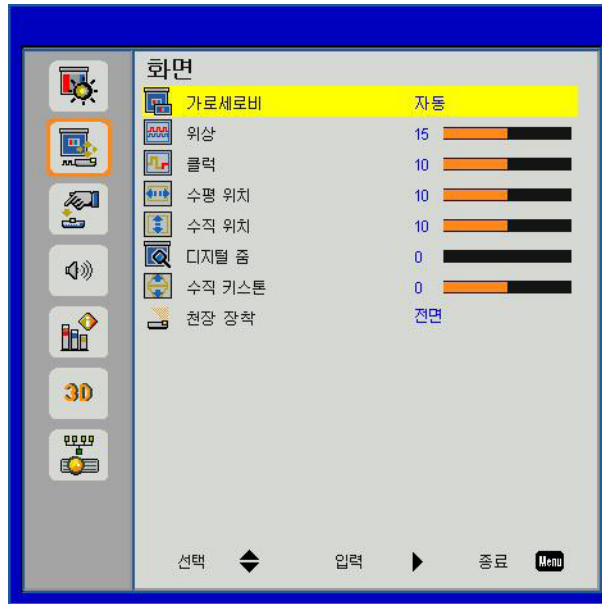 화면
가로세로비 자동
위상 15
클럭 10
수평 위치 10
수직 위치 10
디지털 줌 0
수직 키스톤 0
천장 장착 전면
3D
선택 입력 종료 Menu